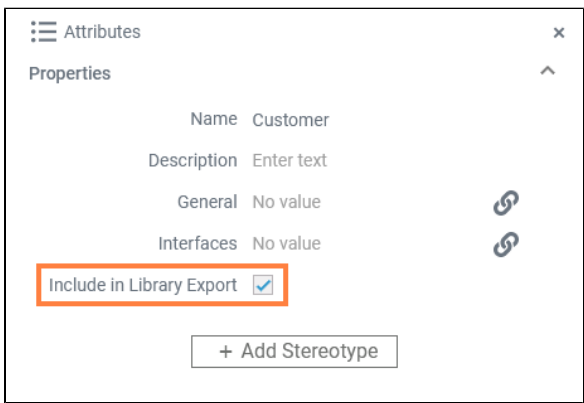 Attributes
Properties
Name Customer
Description Enter text
General No value
Interfaces No value
Include in Library Export
+ Add Stereotype